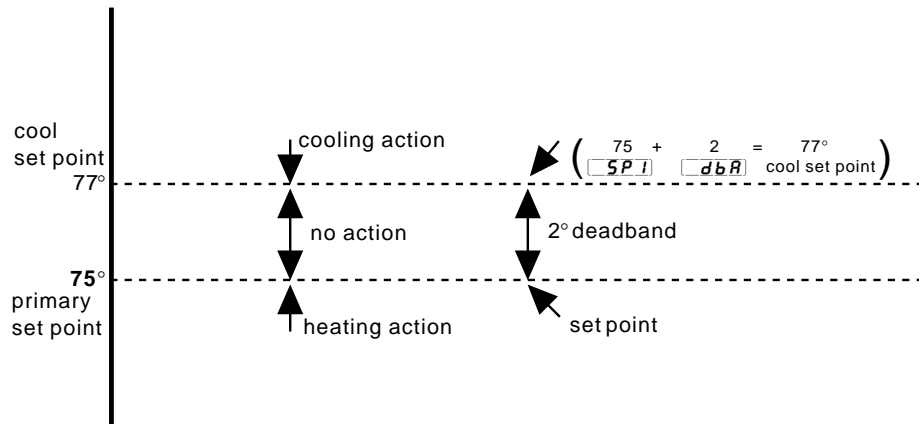 cool
set point
77°
75°
primary
set point
cooling action
no action
heating action
( 75 + 2 = 77° )
SP1 dbA cool set point
2° deadband
set point